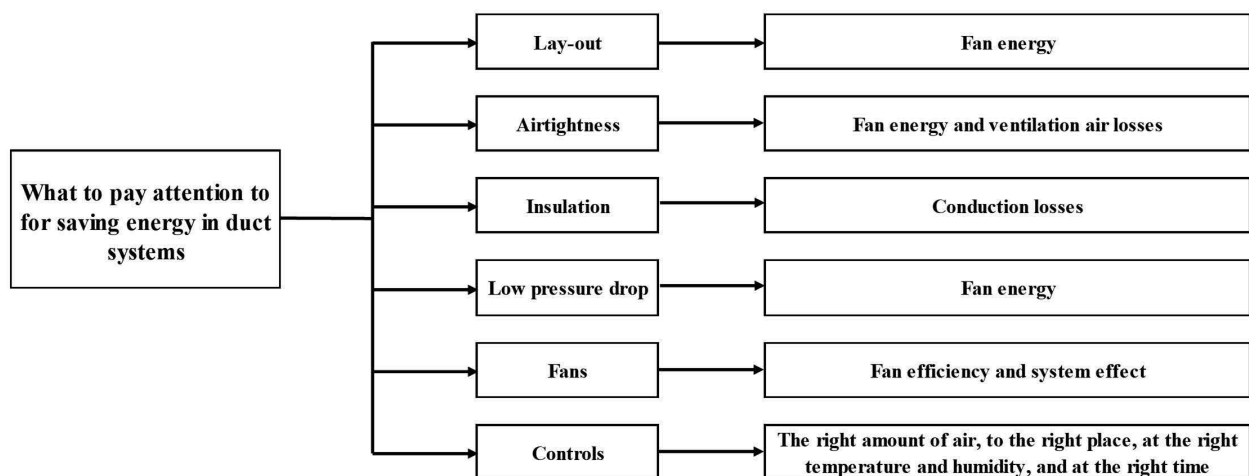 Lay-out
Fan energy
Airtightness
Fan energy and ventilation air losses
What to pay attention to
for saving energy in duct
systems
Insulation
Conduction losses
Low pressure drop
Fan energy
Fans
Fan efficiency and system effect
Controls
The right amount of air, to the right place, at the right
temperature and humidity, and at the right time